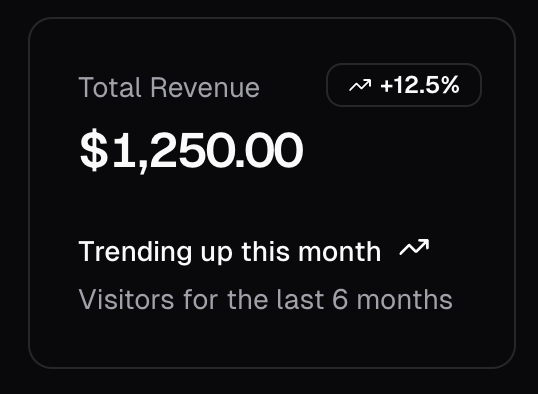 Total Revenue
+12.5%
$1,250.00
Trending up this month
Visitors for the last 6 months